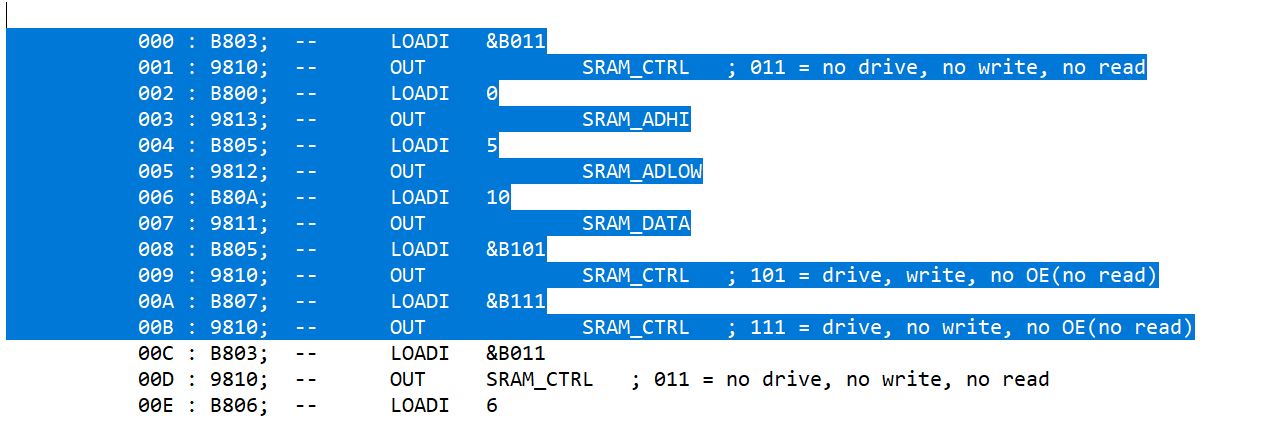 000 : B803;  --      LOADI   &B011
001 : 9810;  --      OUT             SRAM_CTRL   ; 011 = no drive, no write, no read
002 : B800;  --      LOADI   0
003 : 9813;  --      OUT             SRAM_ADHI
004 : B805;  --      LOADI   5
005 : 9812;  --      OUT             SRAM_ADLOW
006 : B80A;  --      LOADI   10
007 : 9811;  --      OUT             SRAM_DATA
008 : B805;  --      LOADI   &B101
009 : 9810;  --      OUT             SRAM_CTRL   ; 101 = drive, write, no OE(no read)
00A : B807;  --      LOADI   &B111
00B : 9810;  --      OUT             SRAM_CTRL   ; 111 = drive, no write, no OE(no read)
00C : B803;  --      LOADI   &B011
00D : 9810;  --      OUT     SRAM_CTRL   ; 011 = no drive, no write, no read
00E : B806;  --      LOADI   6